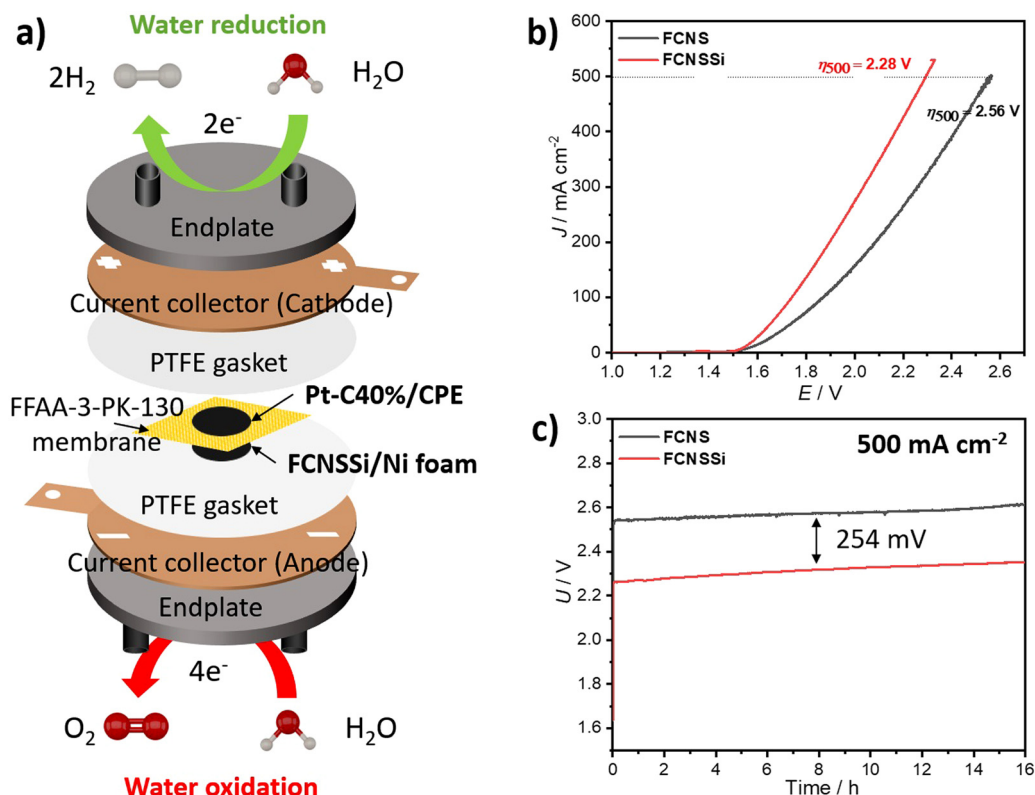 a)
Water reduction
2H₂
H₂O
2e⁻
Endplate
Current collector (Cathode)
PTFE gasket
FFAA-3-PK-130
membrane
Pt-C40%/CPE
FCNSSi/Ni foam
PTFE gasket
Current collector (Anode)
Endplate
4e⁻
O₂
H₂O
Water oxidation
b)
FCNS
FCNSSi
η500 = 2.28 V
η500 = 2.56 V
J / mA cm⁻²
600
500
400
300
200
100
0
1.0 1.2 1.4 1.6 1.8 2.0 2.2 2.4 2.6
E / V
c)
FCNS
FCNSSi
500 mA cm⁻²
254 mV
U / V
3.0
2.8
2.6
2.4
2.2
2.0
1.8
1.6
0 2 4 6 8 10 12 14 16
Time / h